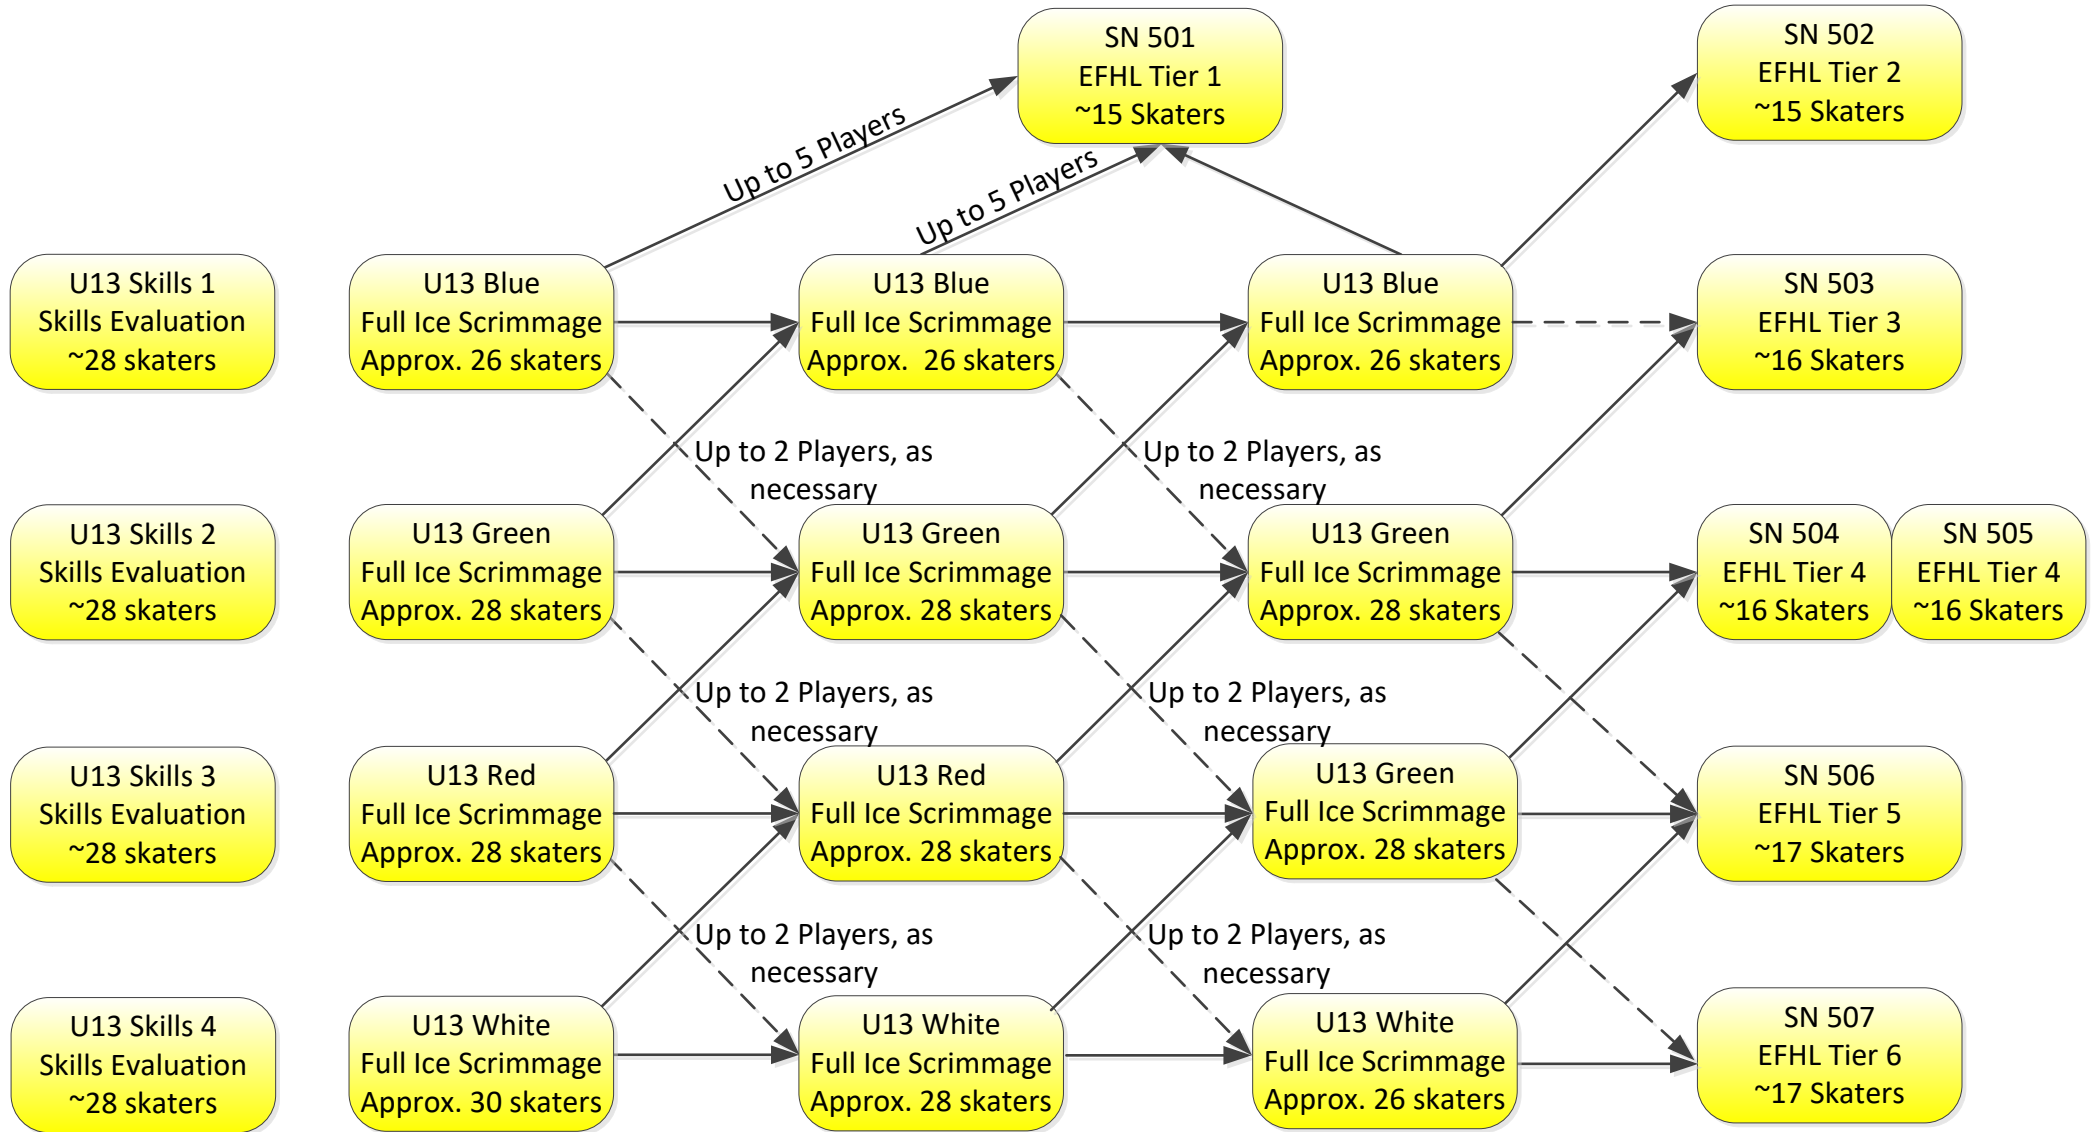 SN 501
EFHL Tier 1
~15 Skaters
SN 502
EFHL Tier 2
~15 Skaters
Up to 5 Players
Up to 5 Players
U13 Skills 1
Skills Evaluation
~28 skaters
U13 Blue
Full Ice Scrimmage
Approx. 26 skaters
U13 Blue
Full Ice Scrimmage
Approx.  26 skaters
U13 Blue
Full Ice Scrimmage
Approx. 26 skaters
SN 503
EFHL Tier 3
~16 Skaters
Up to 2 Players, as
necessary
Up to 2 Players, as
necessary
U13 Skills 2
Skills Evaluation
~28 skaters
U13 Green
Full Ice Scrimmage
Approx. 28 skaters
U13 Green
Full Ice Scrimmage
Approx. 28 skaters
U13 Green
Full Ice Scrimmage
Approx. 28 skaters
SN 504
EFHL Tier 4
~16 Skaters
SN 505
EFHL Tier 4
~16 Skaters
Up to 2 Players, as
necessary
Up to 2 Players, as
necessary
U13 Skills 3
Skills Evaluation
~28 skaters
U13 Red
Full Ice Scrimmage
Approx. 28 skaters
U13 Red
Full Ice Scrimmage
Approx. 28 skaters
U13 Green
Full Ice Scrimmage
Approx. 28 skaters
SN 506
EFHL Tier 5
~17 Skaters
Up to 2 Players, as
necessary
Up to 2 Players, as
necessary
U13 Skills 4
Skills Evaluation
~28 skaters
U13 White
Full Ice Scrimmage
Approx. 30 skaters
U13 White
Full Ice Scrimmage
Approx. 28 skaters
U13 White
Full Ice Scrimmage
Approx. 26 skaters
SN 507
EFHL Tier 6
~17 Skaters